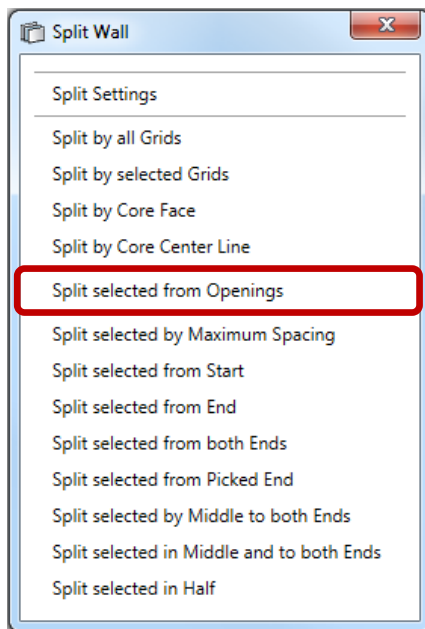 Split Wall
Split Settings
Split by all Grids
Split by selected Grids
Split by Core Face
Split by Core Center Line
Split selected from Openings
Split selected by Maximum Spacing
Split selected from Start
Split selected from End
Split selected from both Ends
Split selected from Picked End
Split selected by Middle to both Ends
Split selected in Middle and to both Ends
Split selected in Half